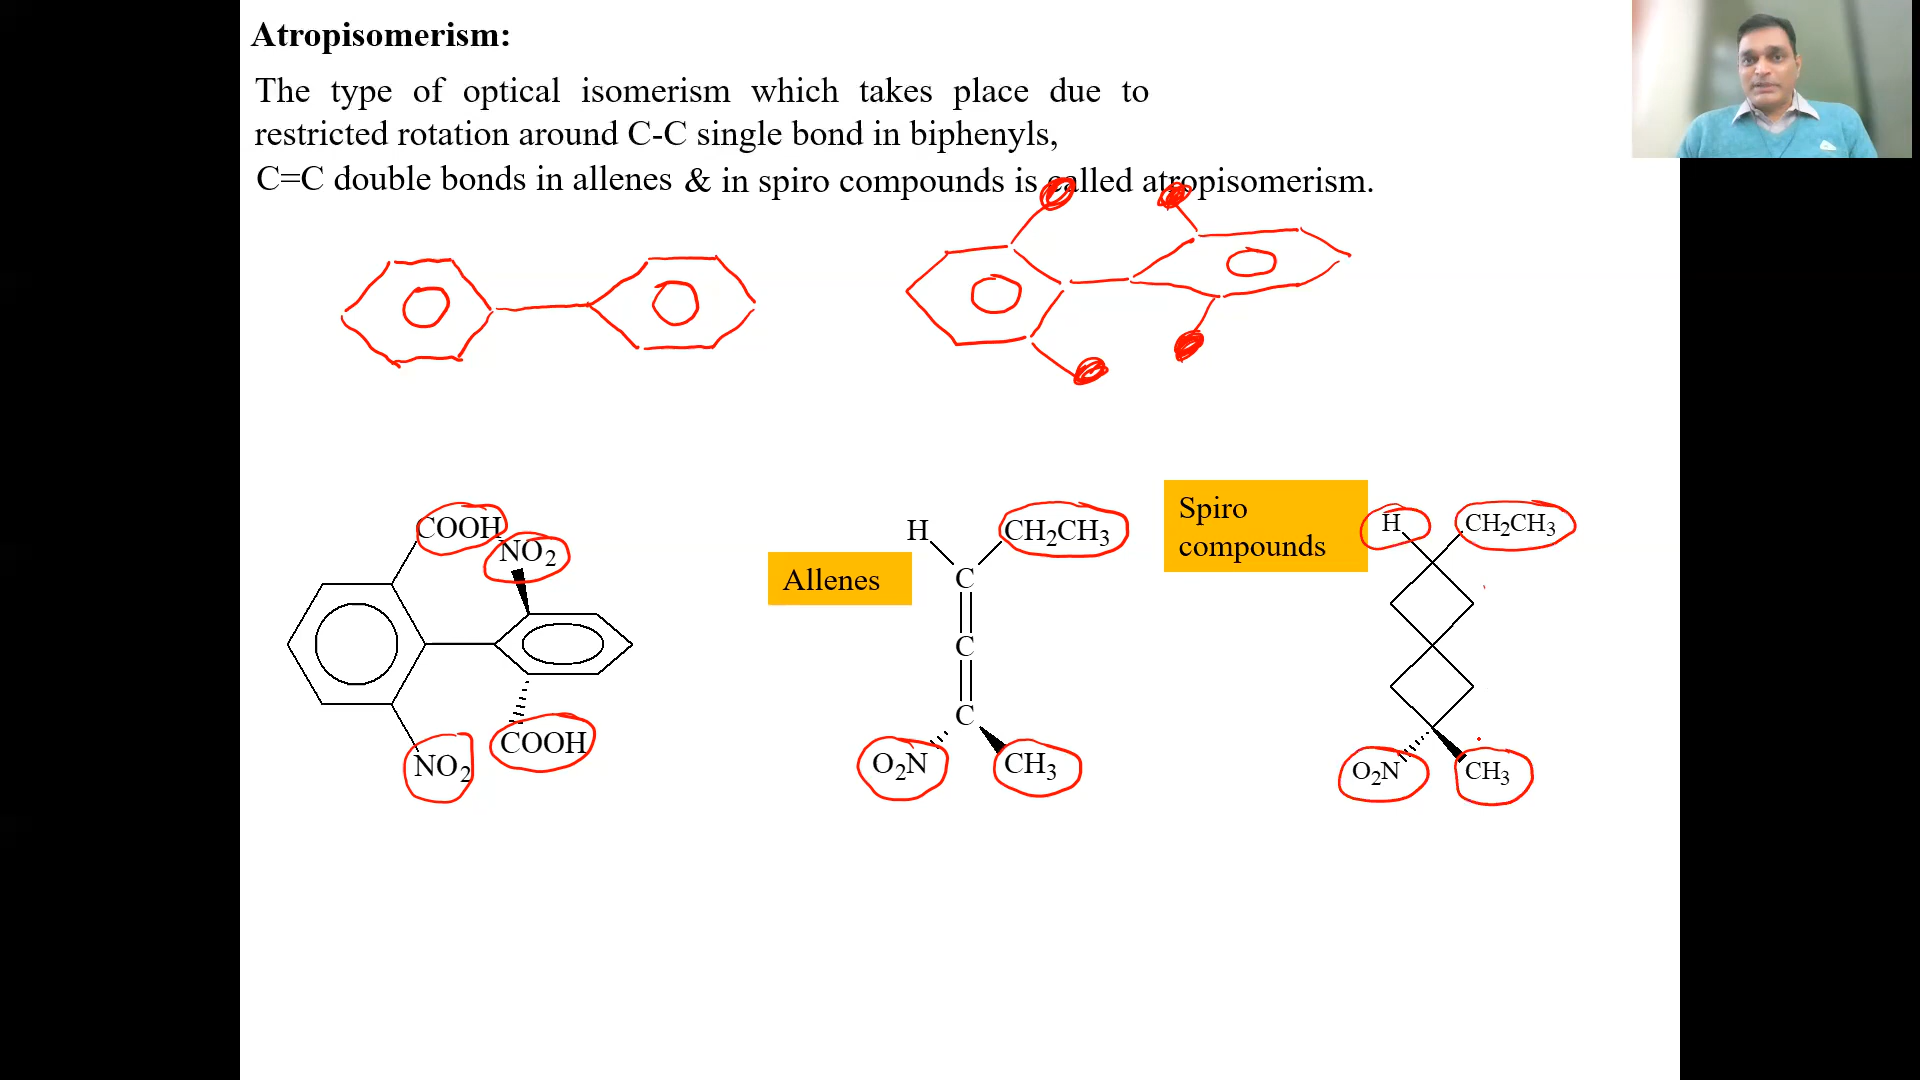 Atropisomerism:
The type of optical isomerism which takes place due to
restricted rotation around C-C single bond in biphenyls,
C=C double bonds in allenes & in spiro compounds is called atropisomerism.
COOH
NO2
NO2
COOH
Allenes
H
CH2CH3
C
C
C
O2N
CH3
Spiro
compounds
H
CH2CH3
O2N
CH3